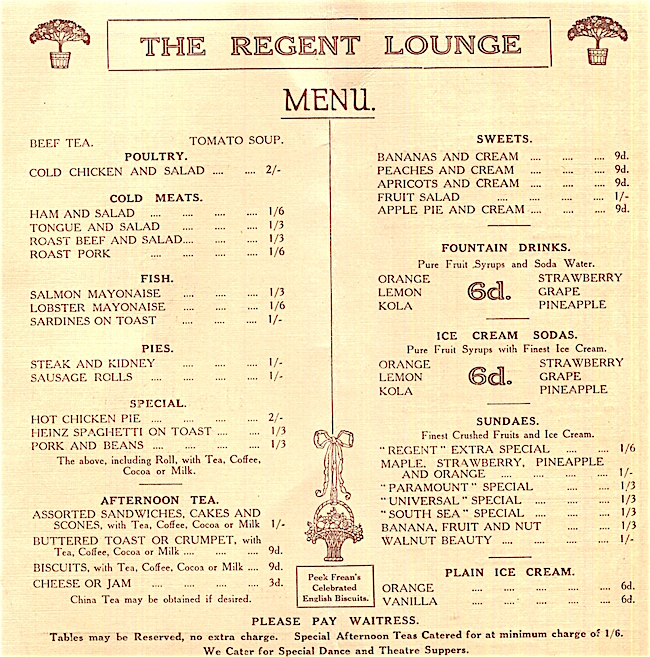 THE REGENT LOUNGE
MENU.
BEEF TEA. TOMATO SOUP.
POULTRY.
COLD CHICKEN AND SALAD .... .... 2/-
COLD MEATS.
HAM AND SALAD .... .... .... .... 1/6
TONGUE AND SALAD .... .... .... 1/3
ROAST BEEF AND SALAD.... .... .... 1/3
ROAST PORK .... .... .... .... 1/6
FISH.
SALMON MAYONAISE .... .... .... 1/3
LOBSTER MAYONAISE .... .... .... 1/6
SARDINES ON TOAST .... .... .... 1/-
PIES.
STEAK AND KIDNEY .... .... .... 1/-
SAUSAGE ROLLS .... .... .... .... 1/-
SPECIAL.
HOT CHICKEN PIE .... .... .... .... 2/-
HEINZ SPAGHETTI ON TOAST .... .... 1/3
PORK AND BEANS .... .... .... .... 1/3
The above, including Roll, with Tea, Coffee,
Cocoa or Milk.
AFTERNOON TEA.
ASSORTED SANDWICHES, CAKES AND
SCONES, with Tea, Coffee, Cocoa or Milk 1/-
BUTTERED TOAST OR CRUMPET, with
Tea, Coffee, Cocoa or Milk .... .... .... 9d.
BISCUITS, with Tea, Coffee, Cocoa or Milk .... 9d.
CHEESE OR JAM .... .... .... .... 3d.
China Tea may be obtained if desired.
Peek Frean's
Celebrated
English Biscuits.
SWEETS.
BANANAS AND CREAM .... .... .... 9d.
PEACHES AND CREAM .... .... .... 9d.
APRICOTS AND CREAM .... .... .... 9d.
FRUIT SALAD .... .... .... .... 1/-
APPLE PIE AND CREAM .... .... .... 9d.
FOUNTAIN DRINKS.
Pure Fruit Syrups and Soda Water.
ORANGE STRAWBERRY
LEMON 6d. GRAPE
KOLA PINEAPPLE
ICE CREAM SODAS.
Pure Fruit Syrups with Finest Ice Cream.
ORANGE STRAWBERRY
LEMON 6d. GRAPE
KOLA PINEAPPLE
SUNDAES.
Finest Crushed Fruits and Ice Cream.
"REGENT" EXTRA SPECIAL .... .... 1/6
MAPLE, STRAWBERRY, PINEAPPLE
AND ORANGE .... .... .... .... 1/-
"PARAMOUNT" SPECIAL .... .... 1/3
"UNIVERSAL" SPECIAL .... .... 1/3
"SOUTH SEA" SPECIAL .... .... 1/3
BANANA, FRUIT AND NUT .... .... 1/3
WALNUT BEAUTY .... .... .... .... 1/-
PLAIN ICE CREAM.
ORANGE .... .... .... .... 6d.
VANILLA .... .... .... .... 6d.
PLEASE PAY WAITRESS.
Tables may be Reserved, no extra charge. Special Afternoon Teas Catered for at minimum charge of 1/6.
We Cater for Special Dance and Theatre Suppers.